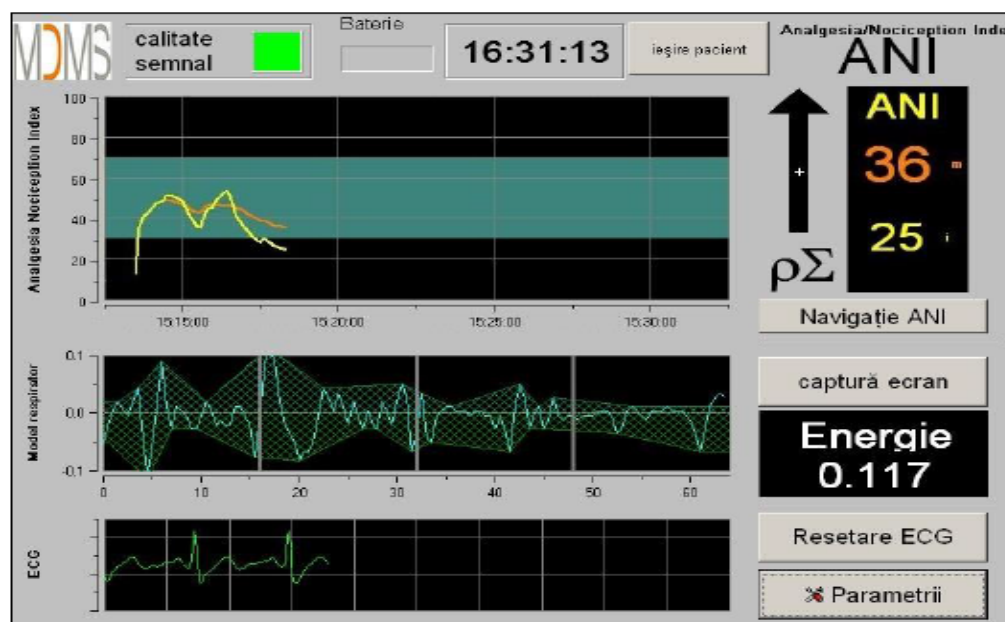 MDMS
calitate
semnal
Baterie
16:31:13
ieşire pacient
Analgesia/Nociception Inde
ANI
ANI
36 m
25 i
ρΣ
+
Analgesia Nociception Index
100
80
60
40
20
0
15:15:00
15:20:00
15:25:00
15:30:00
Navigaţie ANI
Model respirator
0.1
0.0
-0.1
0
10
20
30
40
50
60
captură ecran
Energie
0.117
ECG
Resetare ECG
Parametrii